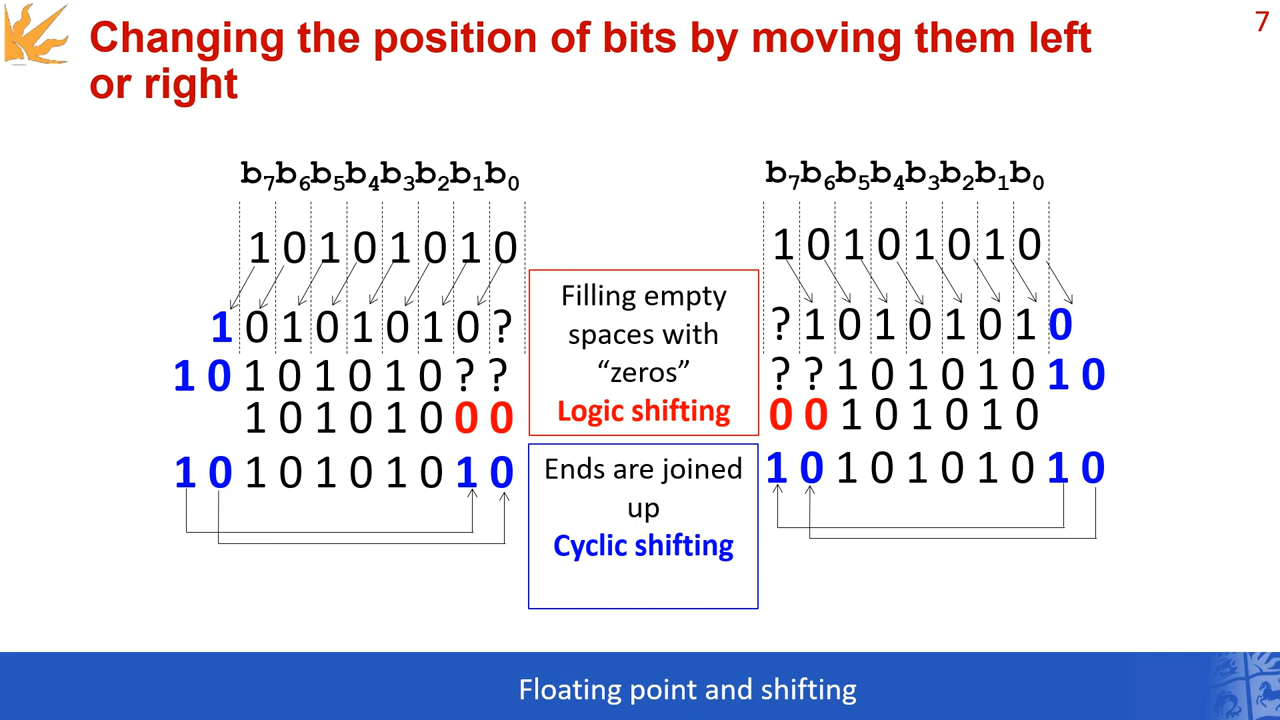 7
Changing the position of bits by moving them left
or right
b₇b₆b₅b₄b₃b₂b₁b₀
1 0 1 0 1 0 1 0
1 0 1 0 1 0 1 0 ?
1 0 1 0 1 0 1 0 ? ?
1 0 1 0 1 0 0 0
1 0 1 0 1 0 1 0 1 0
Filling empty
spaces with
“zeros”
Logic shifting
Ends are joined
up
Cyclic shifting
b₇b₆b₅b₄b₃b₂b₁b₀
1 0 1 0 1 0 1 0
? 1 0 1 0 1 0 1 0
? ? 1 0 1 0 1 0 1 0
0 0 1 0 1 0 1 0
1 0 1 0 1 0 1 0 1 0
Floating point and shifting